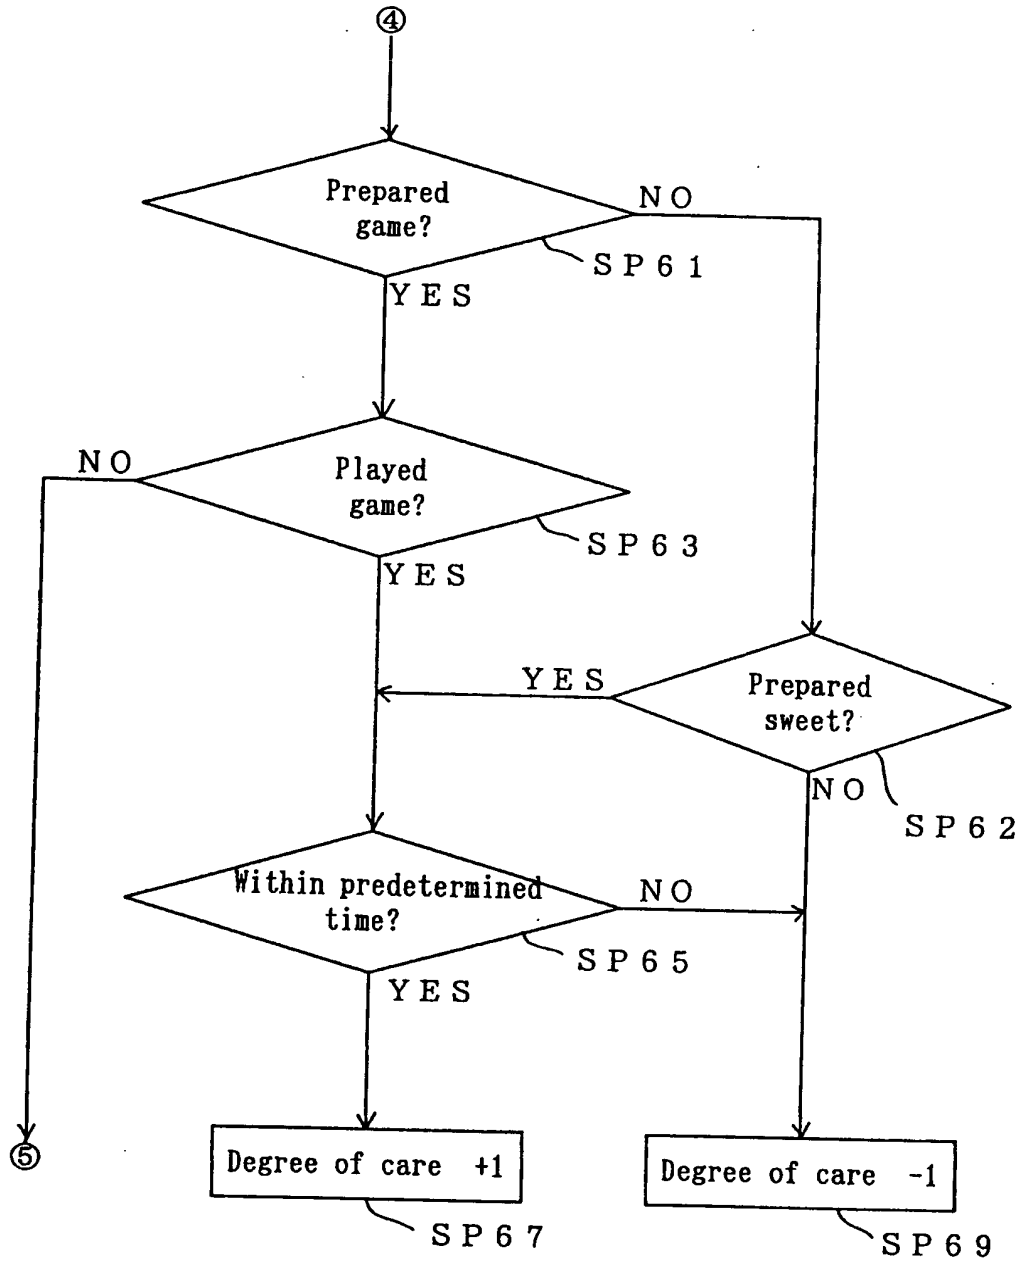 ④
Prepared
game?
NO
SP61
YES
Played
game?
NO
SP63
YES
Prepared
sweet?
YES
NO
SP62
Within predetermined
time?
NO
SP65
YES
⑤
Degree of care +1
SP67
Degree of care -1
SP69